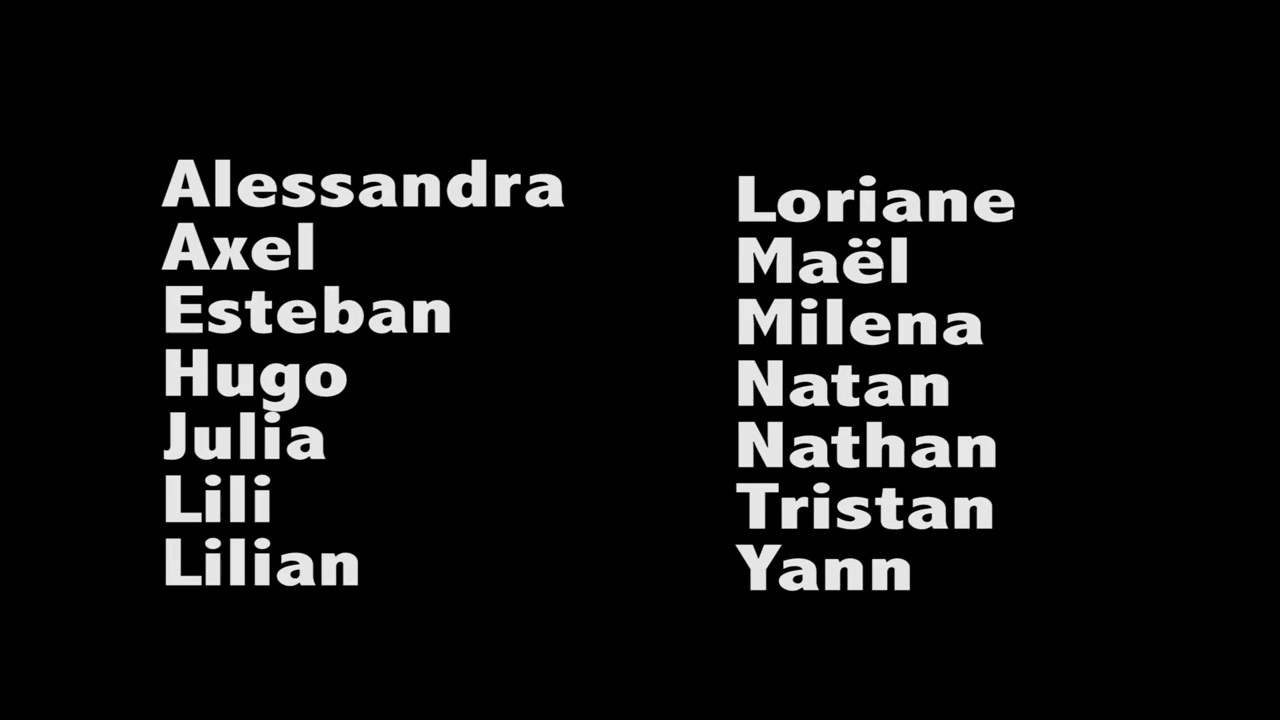 Alessandra
Axel
Esteban
Hugo
Julia
Lili
Lilian
Loriane
Maël
Milena
Natan
Nathan
Tristan
Yann